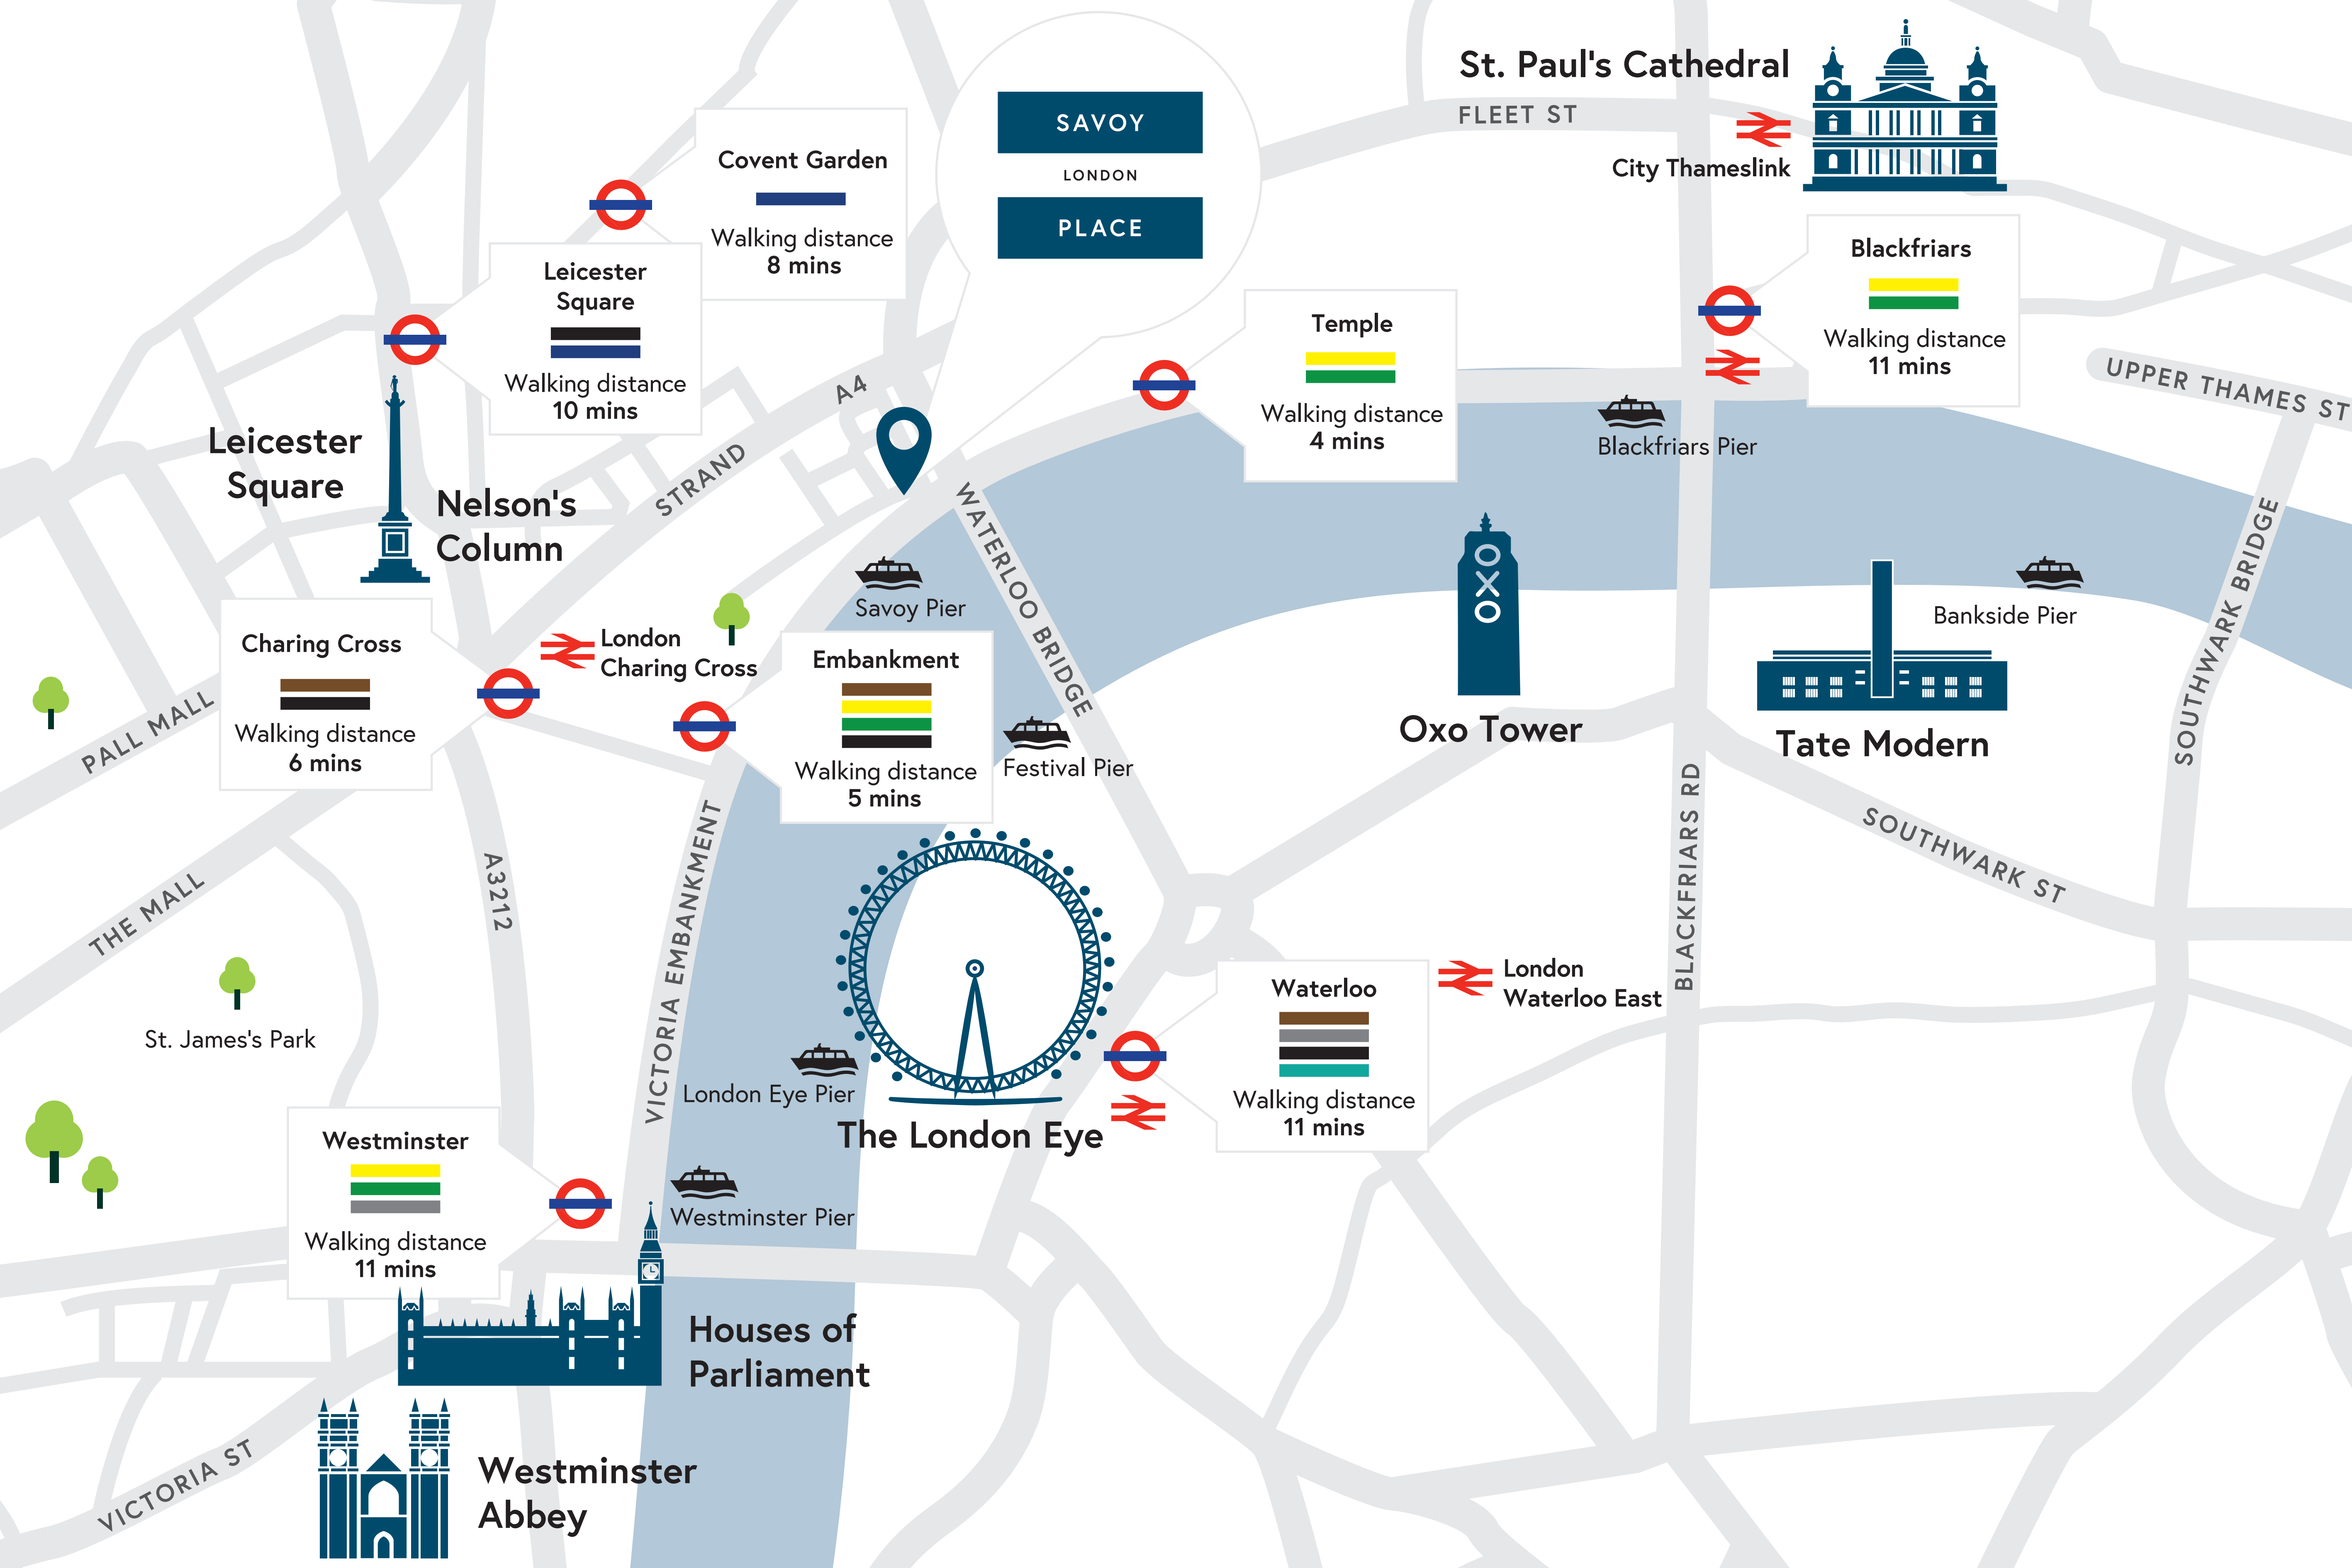 St. Paul's Cathedral
FLEET ST
City Thameslink
SAVOY
LONDON
PLACE
Covent Garden
Walking distance
8 mins
Leicester
Square
Walking distance
10 mins
Blackfriars
Walking distance
11 mins
Temple
Walking distance
4 mins
UPPER THAMES ST
A4
STRAND
Leicester
Square
Nelson's
Column
Blackfriars Pier
WATERLOO BRIDGE
Savoy Pier
OXO
Bankside Pier
SOUTHWARK BRIDGE
Charing Cross
Walking distance
6 mins
London
Charing Cross
Embankment
Walking distance
5 mins
Festival Pier
Oxo Tower
Tate Modern
PALL MALL
THE MALL
A3212
VICTORIA EMBANKMENT
BLACKFRIARS RD
SOUTHWARK ST
St. James's Park
London Eye Pier
The London Eye
Waterloo
Walking distance
11 mins
London
Waterloo East
Westminster
Walking distance
11 mins
Westminster Pier
Houses of
Parliament
Westminster
Abbey
VICTORIA ST